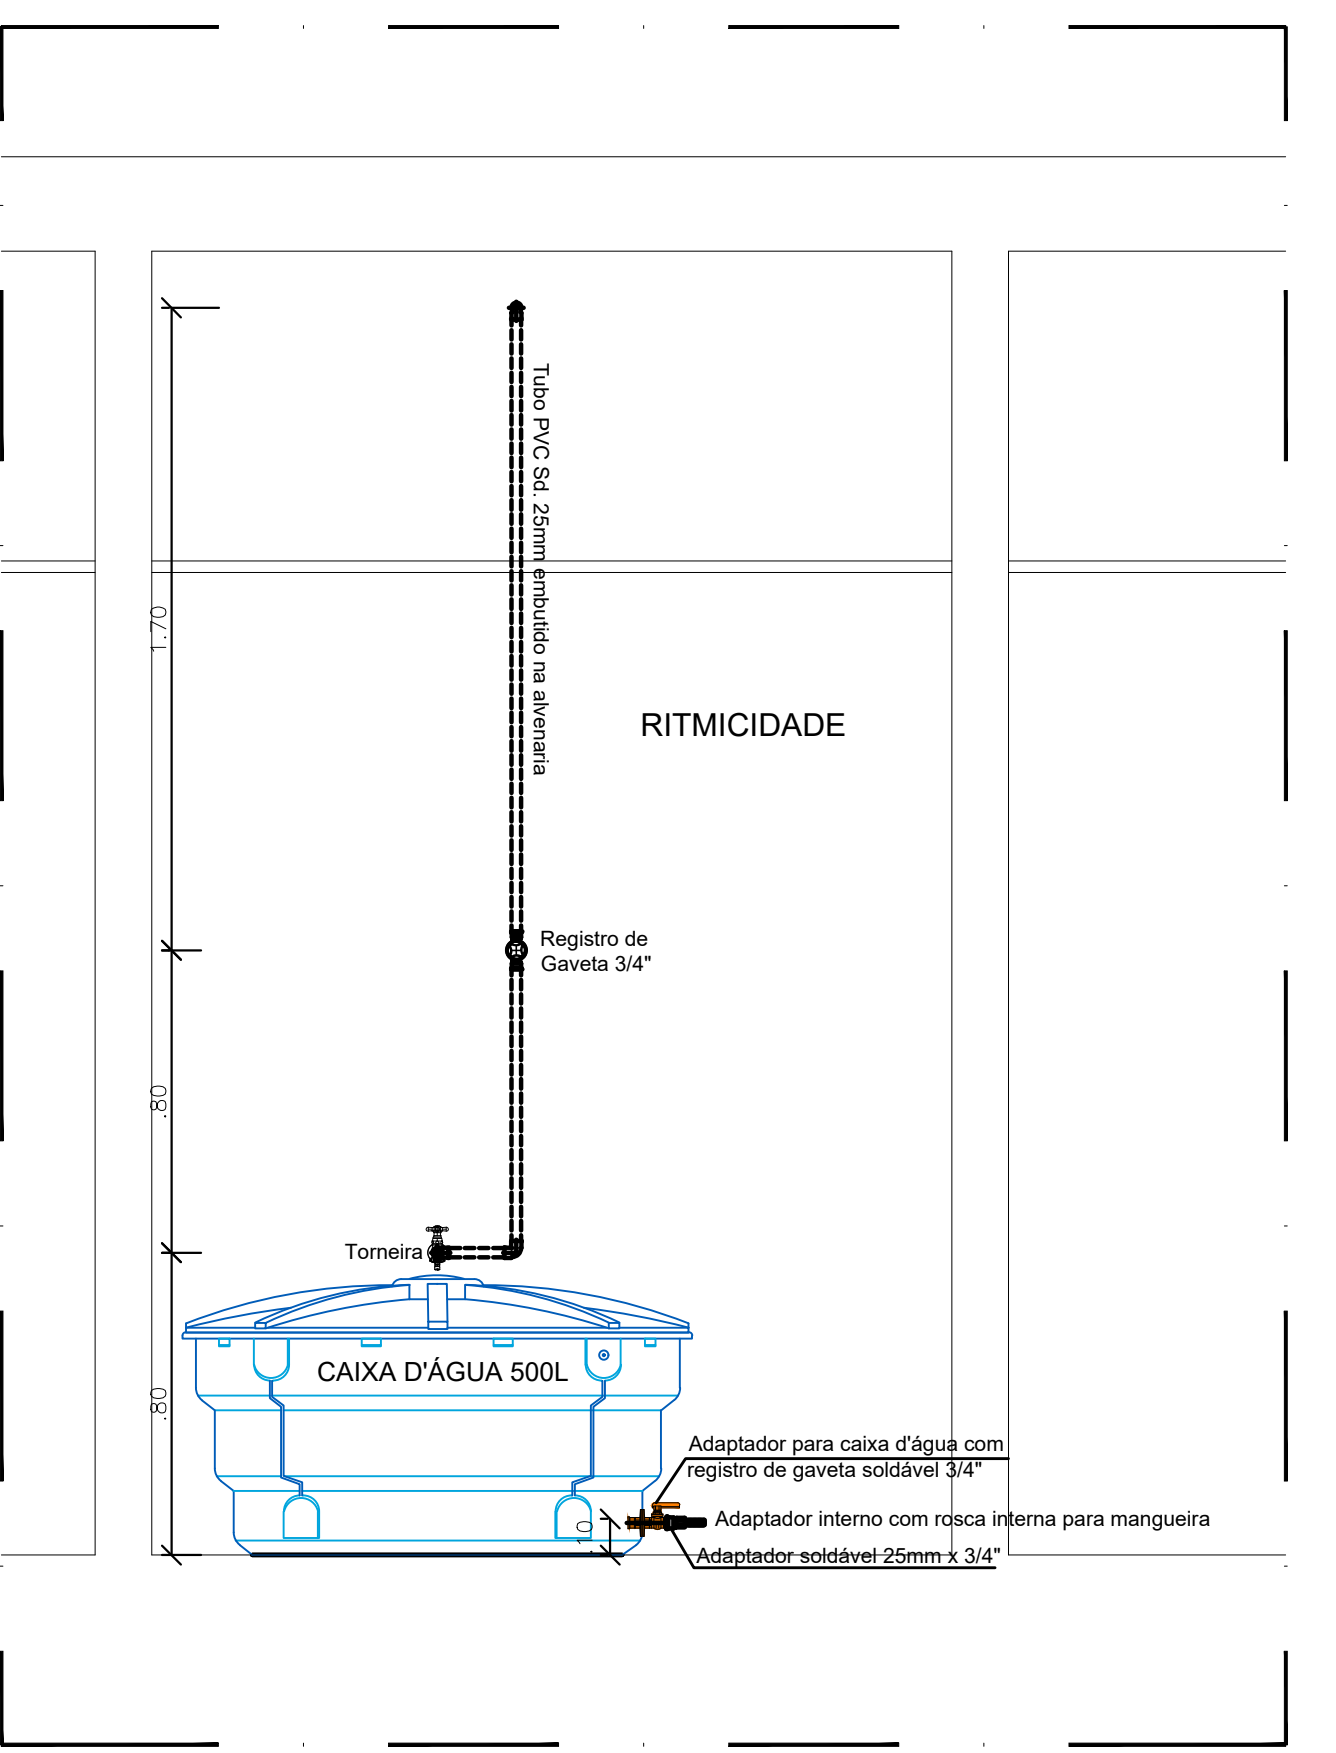 Tubo PVC Sd. 25mm embutido na alvenaria
1.70
RITMICIDADE
Registro de
Gaveta 3/4"
.80
Torneira
CAIXA D'ÁGUA 500L
.80
Adaptador para caixa d'água com
registro de gaveta soldável 3/4"
Adaptador interno com rosca interna para mangueira
.10
Adaptador soldável 25mm x 3/4"